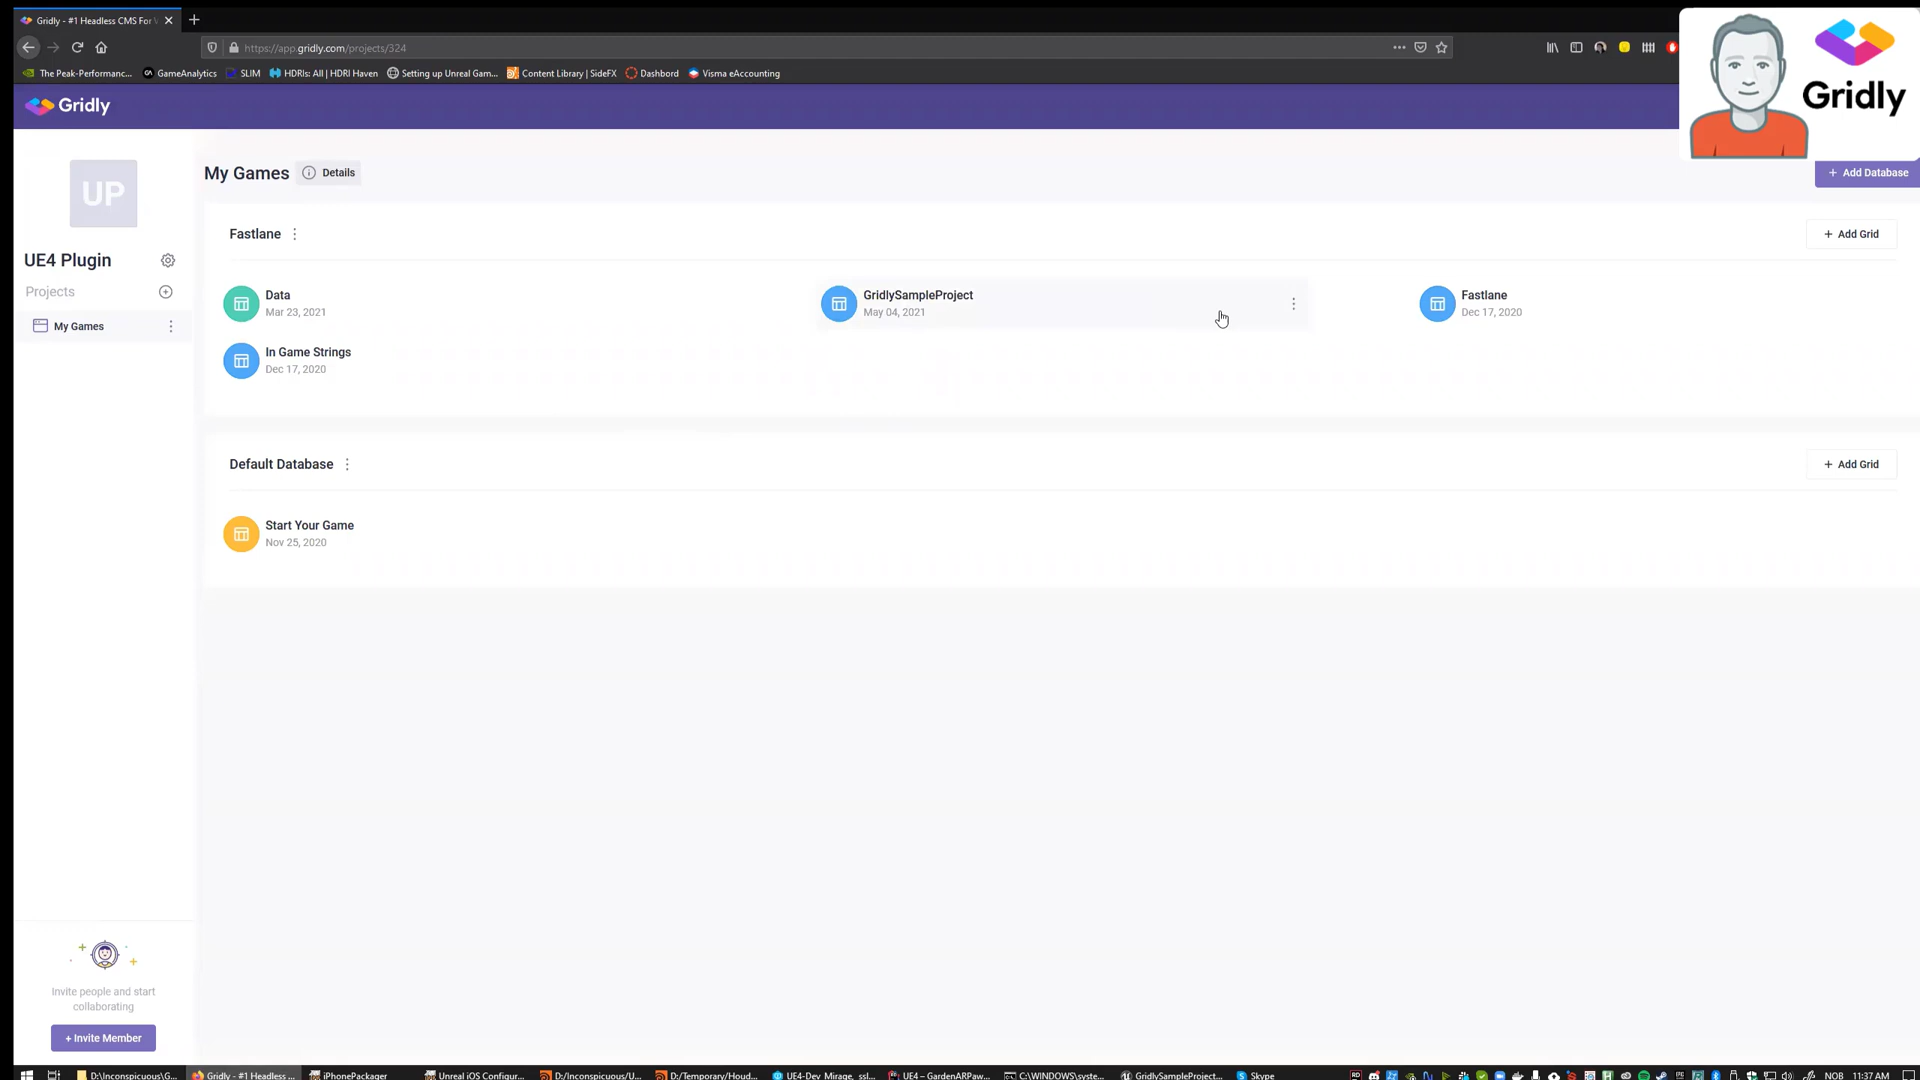 Gridly - #1 Headless CMS For V
https://app.gridly.com/projects/324
The Peak-Performanc... GameAnalytics SLIM HDRIs: All | HDRI Haven Setting up Unreal Gam... Content Library | SideFX Dashbord Visma eAccounting
Gridly
Gridly
UP
My Games Details
+ Add Database
Fastlane
+ Add Grid
UE4 Plugin
Projects
My Games
Data
Mar 23, 2021
GridlySampleProject
May 04, 2021
Fastlane
Dec 17, 2020
In Game Strings
Dec 17, 2020
Default Database
+ Add Grid
Start Your Game
Nov 25, 2020
Invite people and start
collaborating
+ Invite Member
D:\Inconspicuous\G... Gridly - #1 Headless ... iPhonePackager Unreal iOS Configur... D:/Inconspicuous/U... D:/Temporary/Houd... UE4-Dev_Mirage, ssl... UE4 – GardenARPaw... C:\WINDOWS\syste... GridlySampleProject... Skype NOB 11:37 AM